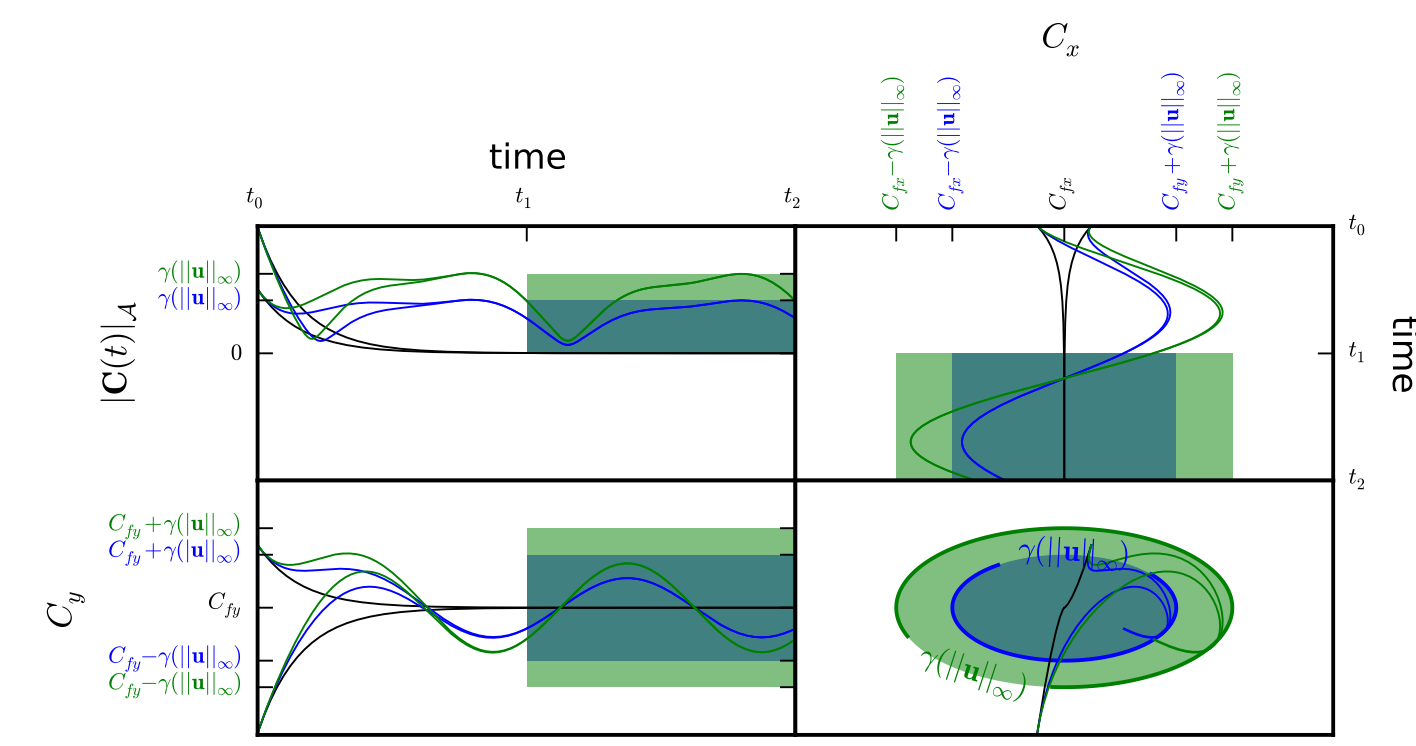 C_x
C_{fx}−γ(||u||_∞)
C_{fx}−γ(||u||_∞)
C_{fx}
C_{fy}+γ(||u||_∞)
C_{fy}+γ(||u||_∞)
time
t_0
t_1
t_2
t_0
t_1
t_2
time
γ(||u||_∞)
γ(||u||_∞)
0
|C(t)|_𝒜
C_{fy}+γ(|u||_∞)
C_{fy}+γ(|u||_∞)
C_{fy}
C_{fy}−γ(||u||_∞)
C_{fy}−γ(||u||_∞)
C_y
γ(||u||_∞)
γ(||u||_∞)